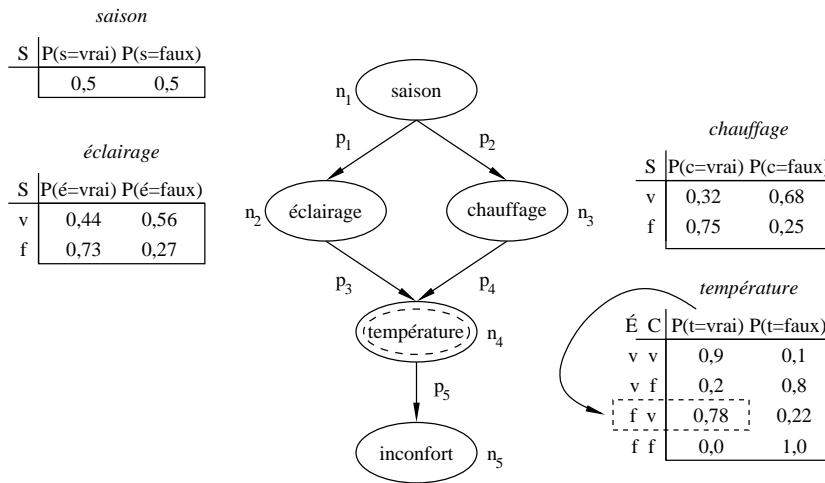 saison
S P(s=vrai) P(s=faux)
0,5 0,5
éclairage
S P(é=vrai) P(é=faux)
v 0,44 0,56
f 0,73 0,27
n1 saison
p1 p2
n2 éclairage
chauffage n3
p3 p4
température n4
p5
inconfort n5
chauffage
S P(c=vrai) P(c=faux)
v 0,32 0,68
f 0,75 0,25
température
É C P(t=vrai) P(t=faux)
v v 0,9 0,1
v f 0,2 0,8
f v 0,78 0,22
f f 0,0 1,0